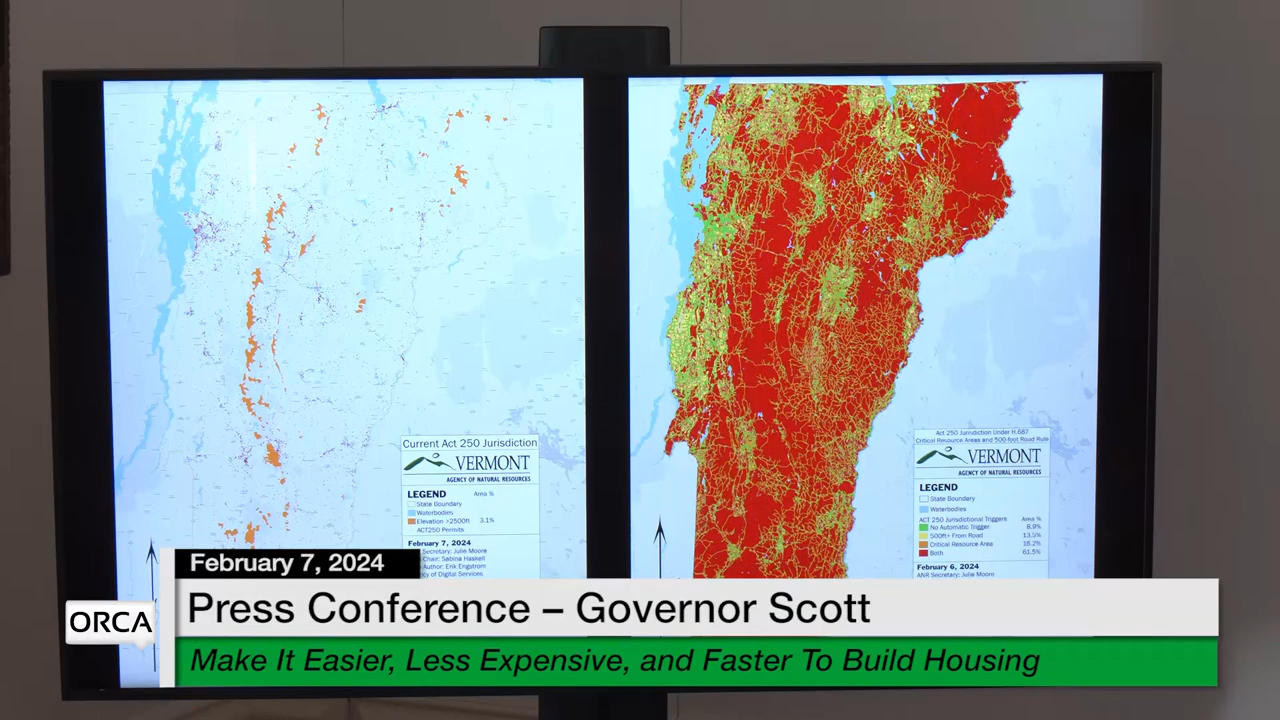 Current Act 250 Jurisdiction
VERMONT
AGENCY OF NATURAL RESOURCES
LEGEND Area %
State Boundary
Waterbodies
Elevation >2500ft 3.1%
ACT250 Permits
February 7, 2024
Secretary: Julie Moore
Chair: Sabina Haskell
Author: Erik Engstrom
cy of Digital Services
Act 250 Jurisdiction Under H.687
Critical Resource Areas and 500-foot Road Rule
VERMONT
AGENCY OF NATURAL RESOURCES
LEGEND
State Boundary
Waterbodies
ACT 250 Jurisdictional Triggers Area %
No Automatic Trigger 8.9%
500ft+ From Road 13.5%
Critical Resource Area 16.2%
Both 61.5%
February 6, 2024
ANR Secretary: Julie Moore
February 7, 2024
ORCA
Press Conference – Governor Scott
Make It Easier, Less Expensive, and Faster To Build Housing